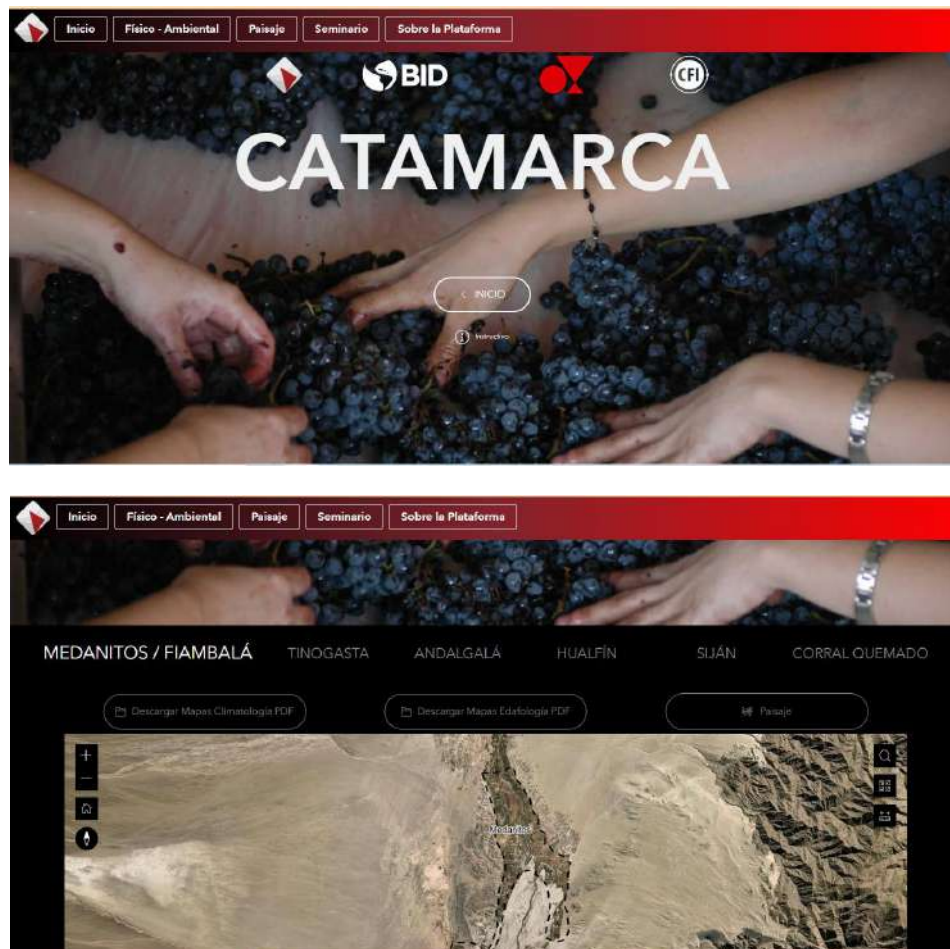 Inicio Físico - Ambiental Paisaje Seminario Sobre la Plataforma
BID CFI
CATAMARCA
< INICIO
Instructivo
Inicio Físico - Ambiental Paisaje Seminario Sobre la Plataforma
MEDANITOS / FIAMBALÁ TINOGASTA ANDALGALÁ HUALFÍN SIJÁN CORRAL QUEMADO
Descargar Mapas Climatología PDF Descargar Mapas Edafología PDF Paisaje
Medanitos